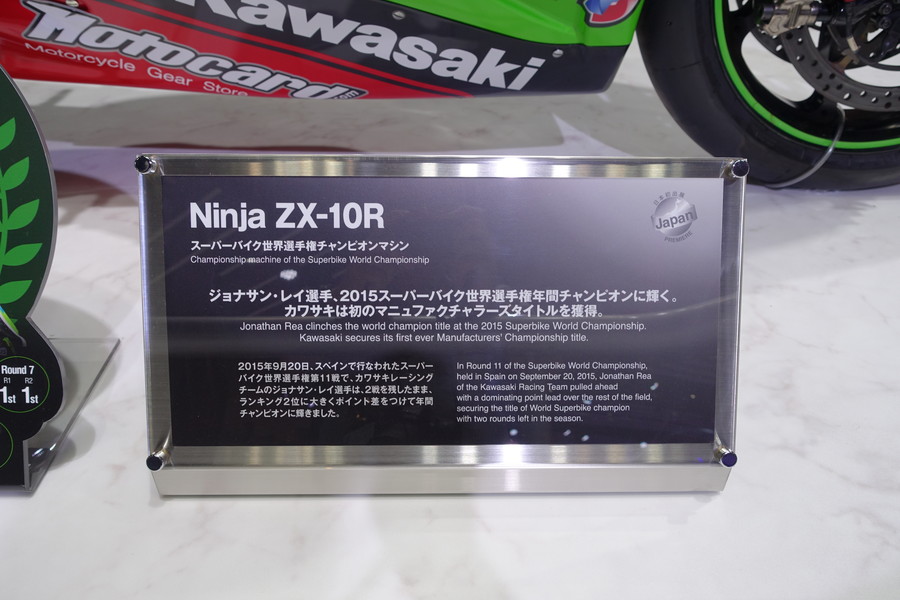 Kawasaki
Motocard.com
Motorcycle Gear Store
Ninja ZX-10R
スーパーバイク世界選手権チャンピオンマシン
Championship machine of the Superbike World Championship
日本初公開
Japan
PREMIERE
ジョナサン・レイ選手、2015スーパーバイク世界選手権年間チャンピオンに輝く。
カワサキは初のマニュファクチャラーズタイトルを獲得。
Jonathan Rea clinches the world champion title at the 2015 Superbike World Championship.
Kawasaki secures its first ever Manufacturers' Championship title.
2015年9月20日、スペインで行なわれたスーパー
バイク世界選手権第11戦で、カワサキレーシング
チームのジョナサン・レイ選手は、2戦を残したまま、
ランキング2位に大きくポイント差をつけて年間
チャンピオンに輝きました。
In Round 11 of the Superbike World Championship,
held in Spain on September 20, 2015, Jonathan Rea
of the Kawasaki Racing Team pulled ahead
with a dominating point lead over the rest of the field,
securing the title of World Superbike champion
with two rounds left in the season.
Round 7
R1 R2
1st 1st